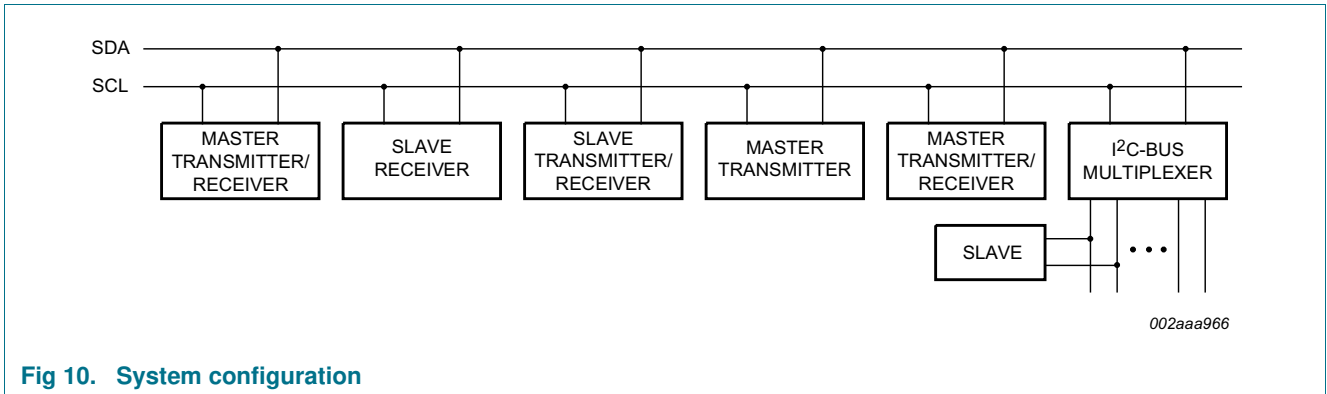 SDA
SCL
MASTER
TRANSMITTER/
RECEIVER
SLAVE
RECEIVER
SLAVE
TRANSMITTER/
RECEIVER
MASTER
TRANSMITTER
MASTER
TRANSMITTER/
RECEIVER
I²C-BUS
MULTIPLEXER
SLAVE
002aaa966
Fig 10. System configuration